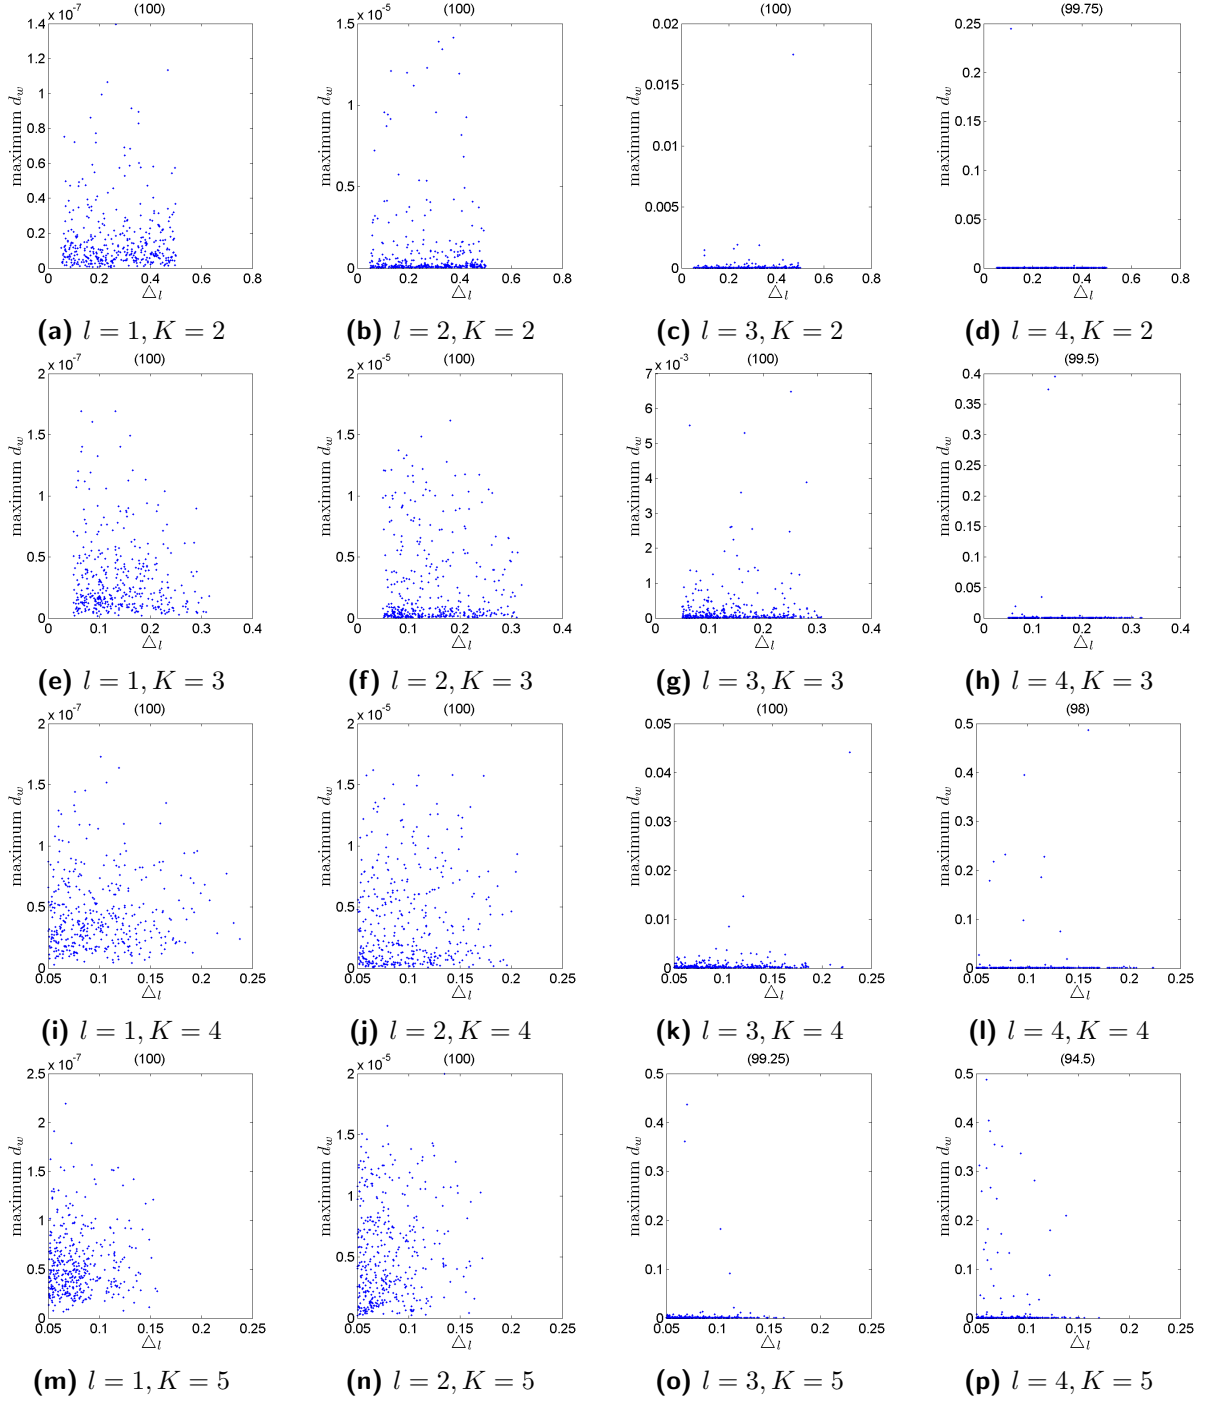 (100) (100) (100) (99.75)
x 10⁻⁷ x 10⁻⁵
1.4 1.2 1 0.8 0.6 0.4 0.2 0
maximum d_w
0 0.2 0.4 0.6 0.8
△_l
1.5 1 0.5 0
maximum d_w
0 0.2 0.4 0.6 0.8
△_l
0.02 0.015 0.01 0.005 0
maximum d_w
0 0.2 0.4 0.6 0.8
△_l
0.25 0.2 0.15 0.1 0.05 0
maximum d_w
0 0.2 0.4 0.6 0.8
△_l
(a) l = 1, K = 2 (b) l = 2, K = 2 (c) l = 3, K = 2 (d) l = 4, K = 2
(100) (100) (100) (99.5)
x 10⁻⁷ x 10⁻⁵ x 10⁻³
2 1.5 1 0.5 0
maximum d_w
0 0.1 0.2 0.3 0.4
△_l
2 1.5 1 0.5 0
maximum d_w
0 0.1 0.2 0.3 0.4
△_l
7 6 5 4 3 2 1 0
maximum d_w
0 0.1 0.2 0.3 0.4
△_l
0.4 0.35 0.3 0.25 0.2 0.15 0.1 0.05 0
maximum d_w
0 0.1 0.2 0.3 0.4
△_l
(e) l = 1, K = 3 (f) l = 2, K = 3 (g) l = 3, K = 3 (h) l = 4, K = 3
(100) (100) (100) (98)
x 10⁻⁷ x 10⁻⁵
2 1.5 1 0.5 0
maximum d_w
0.05 0.1 0.15 0.2 0.25
△_l
2 1.5 1 0.5 0
maximum d_w
0.05 0.1 0.15 0.2 0.25
△_l
0.05 0.04 0.03 0.02 0.01 0
maximum d_w
0.05 0.1 0.15 0.2 0.25
△_l
0.5 0.4 0.3 0.2 0.1 0
maximum d_w
0.05 0.1 0.15 0.2 0.25
△_l
(i) l = 1, K = 4 (j) l = 2, K = 4 (k) l = 3, K = 4 (l) l = 4, K = 4
(100) (100) (99.25) (94.5)
x 10⁻⁷ x 10⁻⁵
2.5 2 1.5 1 0.5 0
maximum d_w
0.05 0.1 0.15 0.2 0.25
△_l
2 1.5 1 0.5 0
maximum d_w
0.05 0.1 0.15 0.2 0.25
△_l
0.5 0.4 0.3 0.2 0.1 0
maximum d_w
0.05 0.1 0.15 0.2 0.25
△_l
0.5 0.4 0.3 0.2 0.1 0
maximum d_w
0.05 0.1 0.15 0.2 0.25
△_l
(m) l = 1, K = 5 (n) l = 2, K = 5 (o) l = 3, K = 5 (p) l = 4, K = 5